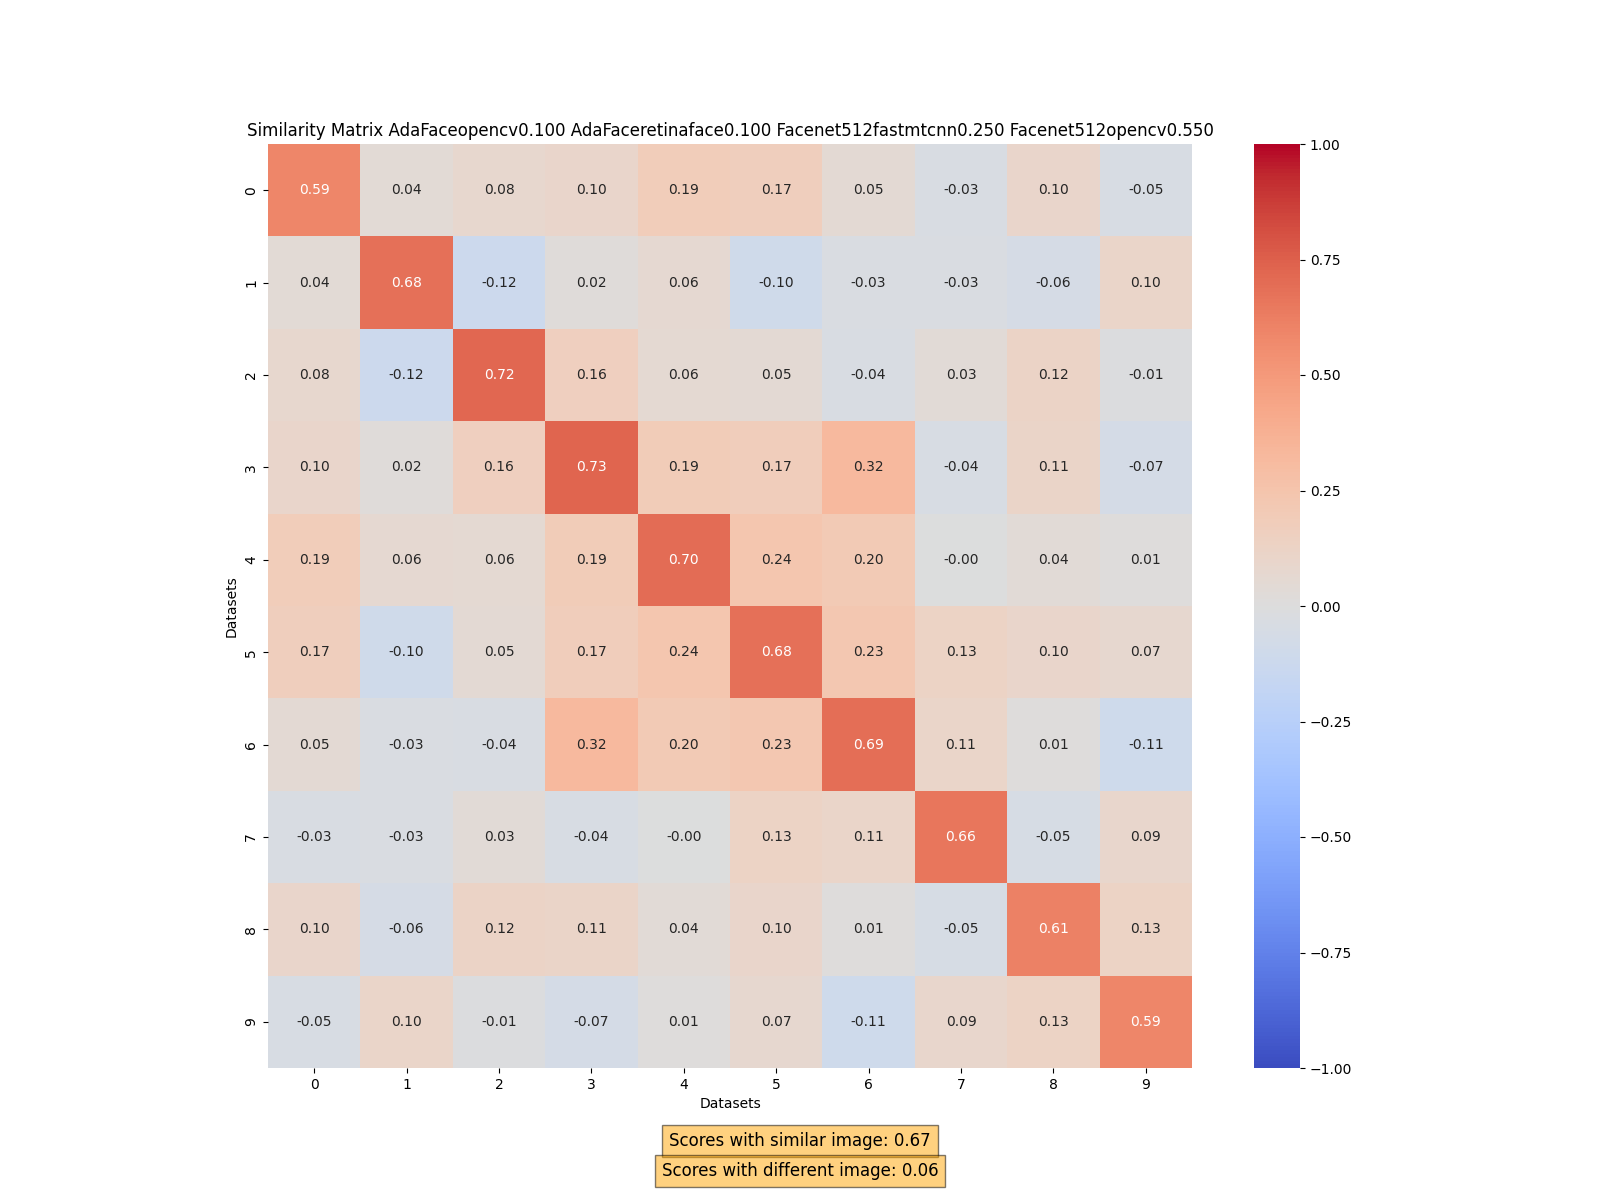 Similarity Matrix AdaFaceopencv0.100 AdaFaceretinaface0.100 Facenet512fastmtcnn0.250 Facenet512opencv0.550
0 0.59 0.04 0.08 0.10 0.19 0.17 0.05 -0.03 0.10 -0.05
1 0.04 0.68 -0.12 0.02 0.06 -0.10 -0.03 -0.03 -0.06 0.10
2 0.08 -0.12 0.72 0.16 0.06 0.05 -0.04 0.03 0.12 -0.01
3 0.10 0.02 0.16 0.73 0.19 0.17 0.32 -0.04 0.11 -0.07
4 0.19 0.06 0.06 0.19 0.70 0.24 0.20 -0.00 0.04 0.01
5 0.17 -0.10 0.05 0.17 0.24 0.68 0.23 0.13 0.10 0.07
6 0.05 -0.03 -0.04 0.32 0.20 0.23 0.69 0.11 0.01 -0.11
7 -0.03 -0.03 0.03 -0.04 -0.00 0.13 0.11 0.66 -0.05 0.09
8 0.10 -0.06 0.12 0.11 0.04 0.10 0.01 -0.05 0.61 0.13
9 -0.05 0.10 -0.01 -0.07 0.01 0.07 -0.11 0.09 0.13 0.59
0 1 2 3 4 5 6 7 8 9
Datasets
Datasets
1.00
0.75
0.50
0.25
0.00
−0.25
−0.50
−0.75
−1.00
Scores with similar image: 0.67
Scores with different image: 0.06